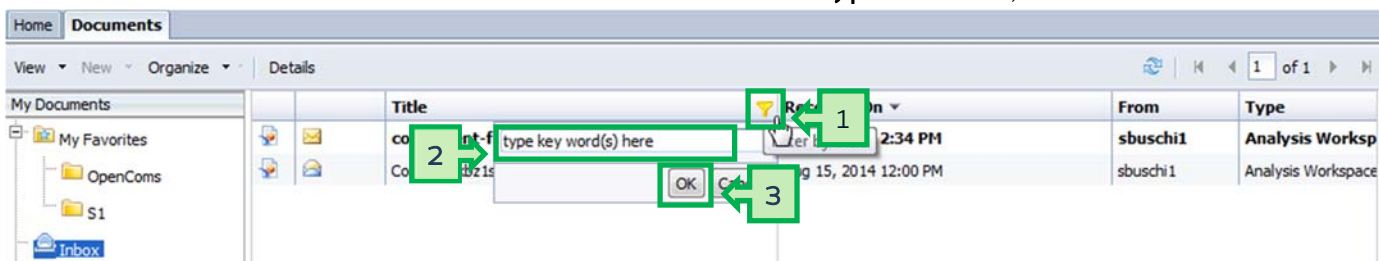 Home Documents
View New Organize Details 1 of 1
My Documents Title On From Type
My Favorites type key word(s) here 2:34 PM sbuschi1 Analysis Worksp
OpenComs 15, 2014 12:00 PM sbuschi1 Analysis Workspace
OK
S1
Inbox
1
2
3